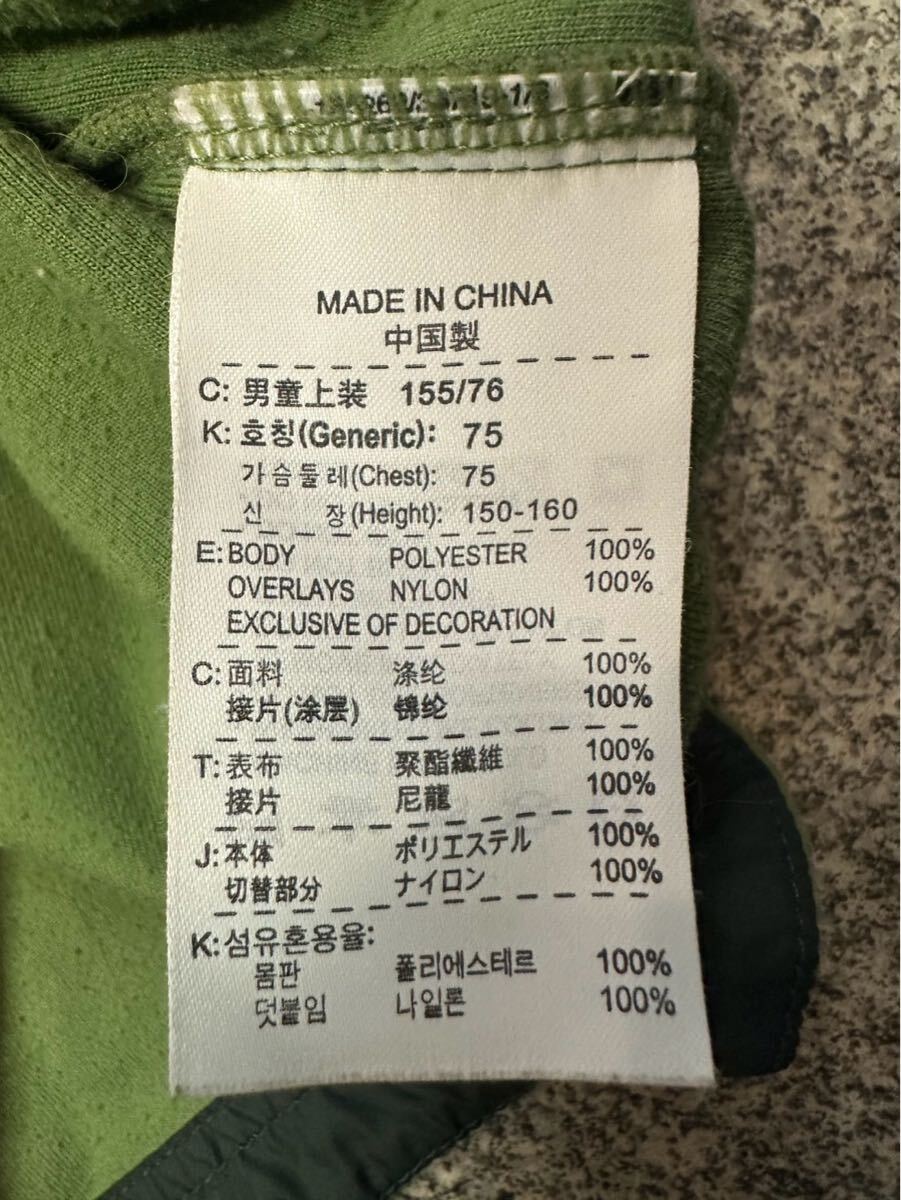 MADE IN CHINA
中国製
C: 男童上装 155/76
K: 호칭(Generic): 75
가슴둘레(Chest): 75
신 장(Height): 150-160
E: BODY POLYESTER 100%
OVERLAYS NYLON 100%
EXCLUSIVE OF DECORATION
C: 面料 涤纶 100%
接片(涂层) 锦纶 100%
T: 表布 聚酯纖維 100%
接片 尼龍 100%
J: 本体 ポリエステル 100%
切替部分 ナイロン 100%
K: 섬유혼용율:
몸판 폴리에스테르 100%
덧붙임 나일론 100%